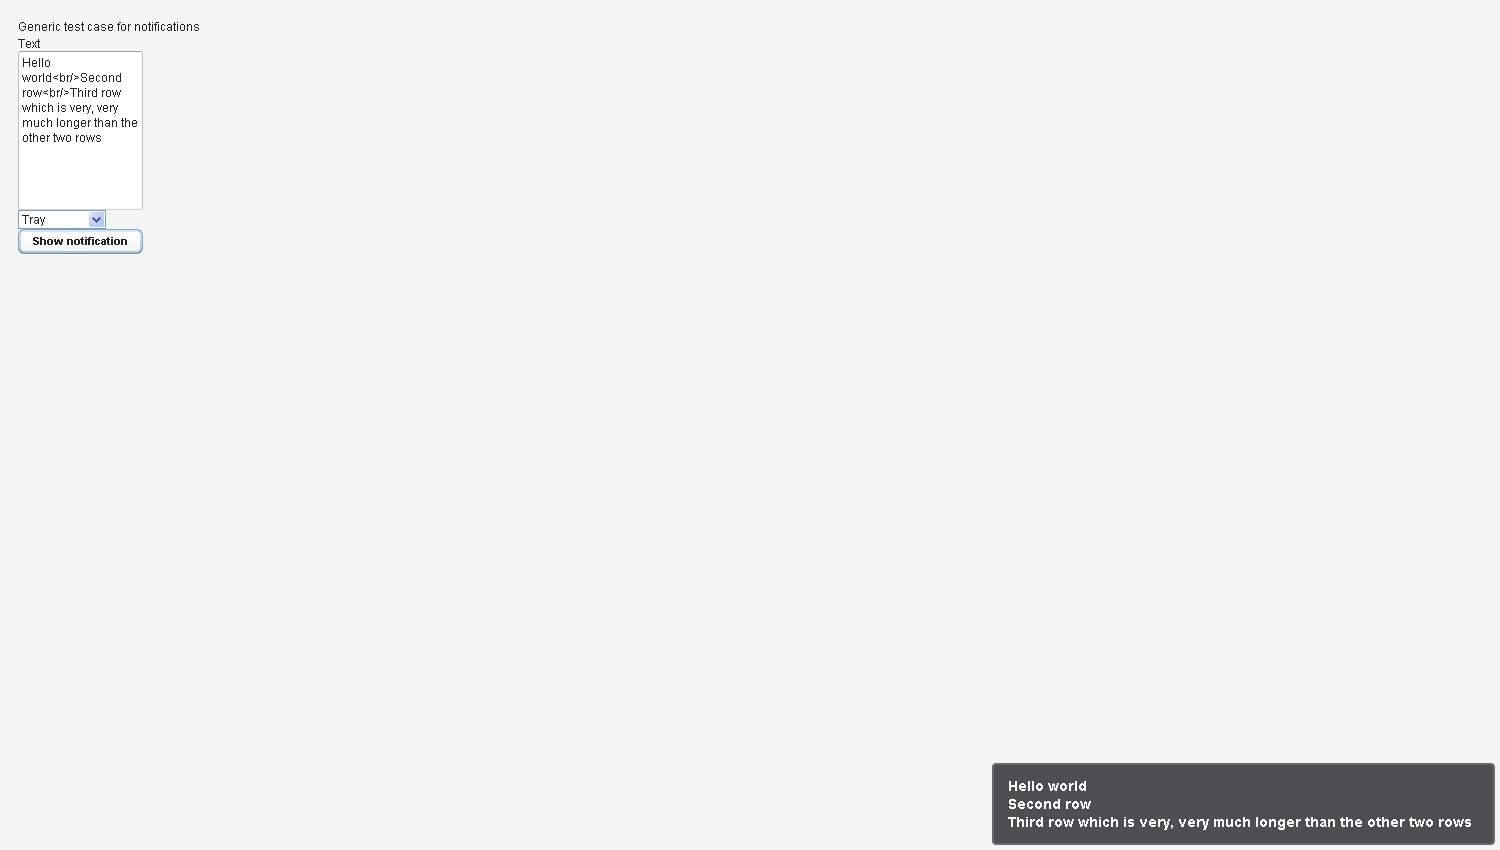 Generic test case for notifications
Text
Hello
world<br/>Second
row<br/>Third row
which is very, very
much longer than the
other two rows
Tray
Show notification
Hello world
Second row
Third row which is very, very much longer than the other two rows